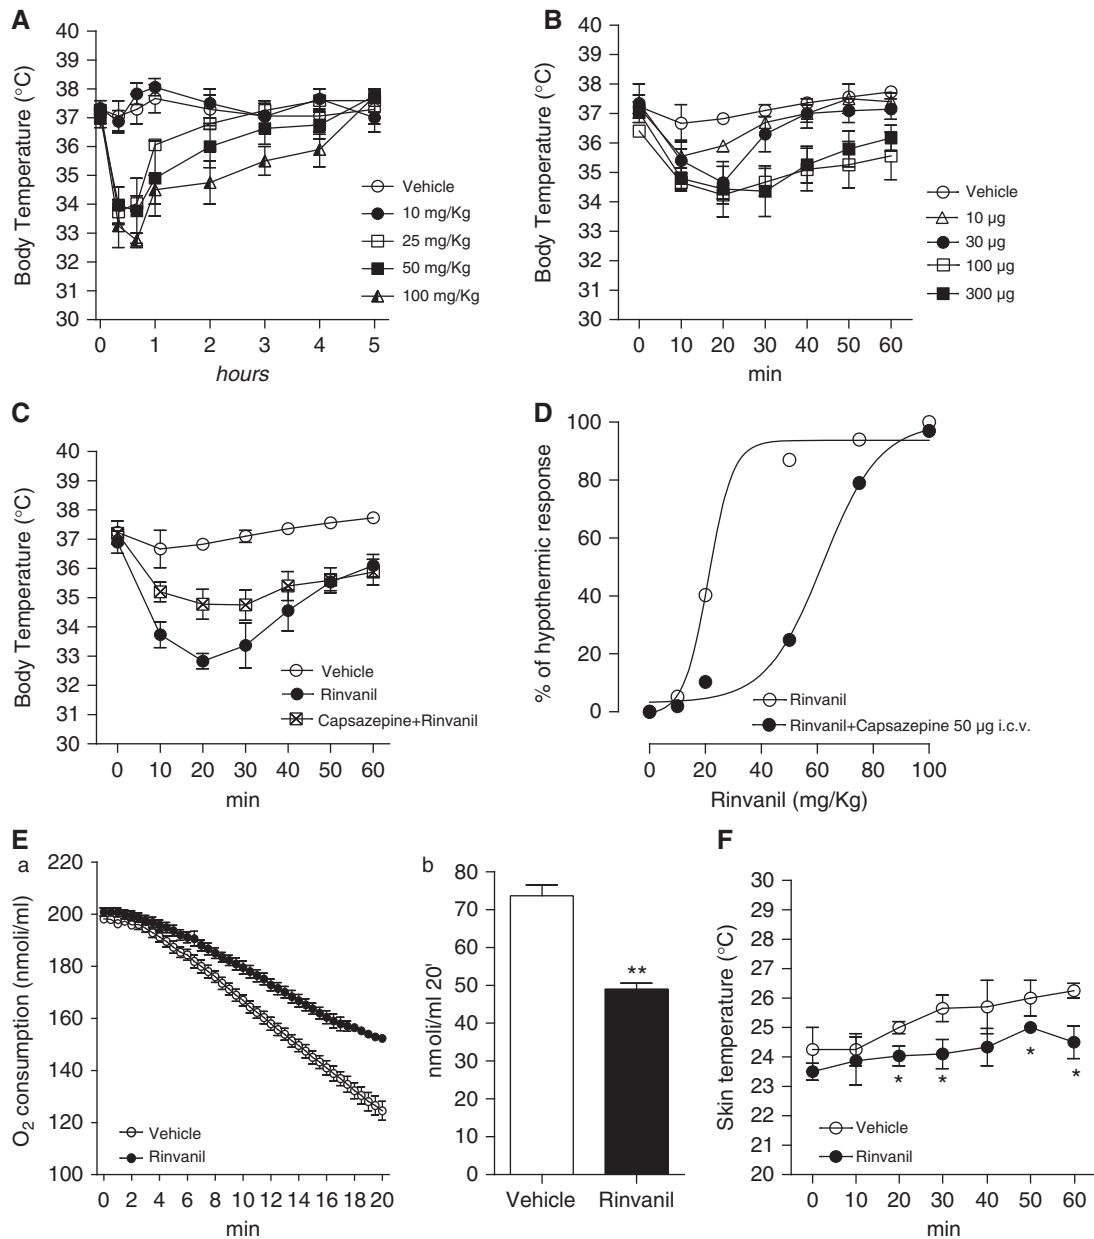 A
40
39
38
37
36
35
34
33
32
31
30
Body Temperature (°C)
0 1 2 3 4 5
hours
Vehicle
10 mg/Kg
25 mg/Kg
50 mg/Kg
100 mg/Kg
B
40
39
38
37
36
35
34
33
32
31
30
Body Temperature (°C)
0 10 20 30 40 50 60
min
Vehicle
10 µg
30 µg
100 µg
300 µg
C
40
39
38
37
36
35
34
33
32
31
30
Body Temperature (°C)
0 10 20 30 40 50 60
min
Vehicle
Rinvanil
Capsazepine+Rinvanil
D
100
80
60
40
20
0
% of hypothermic response
0 20 40 60 80 100
Rinvanil (mg/Kg)
Rinvanil
Rinvanil+Capsazepine 50 µg i.c.v.
E
a
220
200
180
160
140
120
100
O2 consumption (nmoli/ml)
0 2 4 6 8 10 12 14 16 18 20
min
Vehicle
Rinvanil
b
80
70
60
50
40
30
20
10
0
nmoli/ml 20'
**
Vehicle Rinvanil
F
30
29
28
27
26
25
24
23
22
21
20
Skin temperature (°C)
* * * *
0 10 20 30 40 50 60
min
Vehicle
Rinvanil